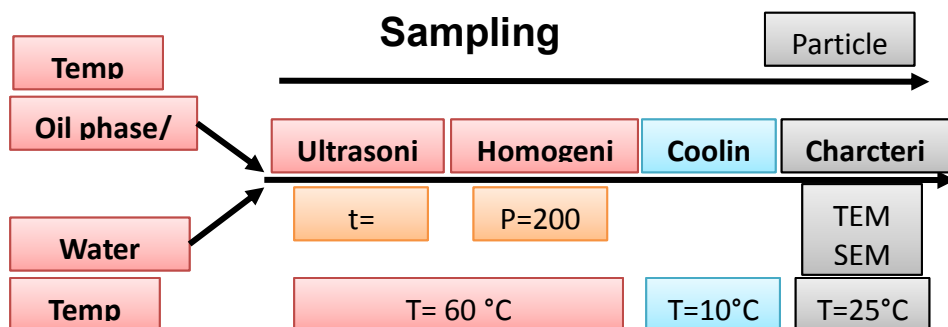 Sampling
Particle
Temp
Oil phase/
Ultrasoni
Homogeni
Coolin
Charcteri
t=
P=200
TEM
SEM
Water
Temp
T= 60 °C
T=10°C
T=25°C